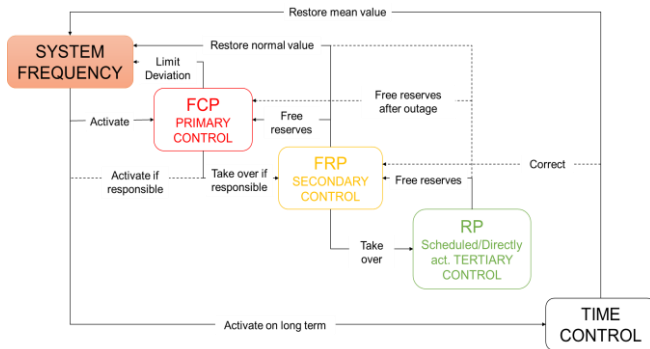 Restore mean value
SYSTEM
FREQUENCY
Restore normal value
Limit
Deviation
FCP
PRIMARY
CONTROL
Free reserves
after outage
Activate
Free
reserves
FRP
SECONDARY
CONTROL
Activate if
responsible
Take over if
responsible
Correct
Free reserves
RP
Scheduled/Directly
act. TERTIARY
CONTROL
Take
over
TIME
CONTROL
Activate on long term